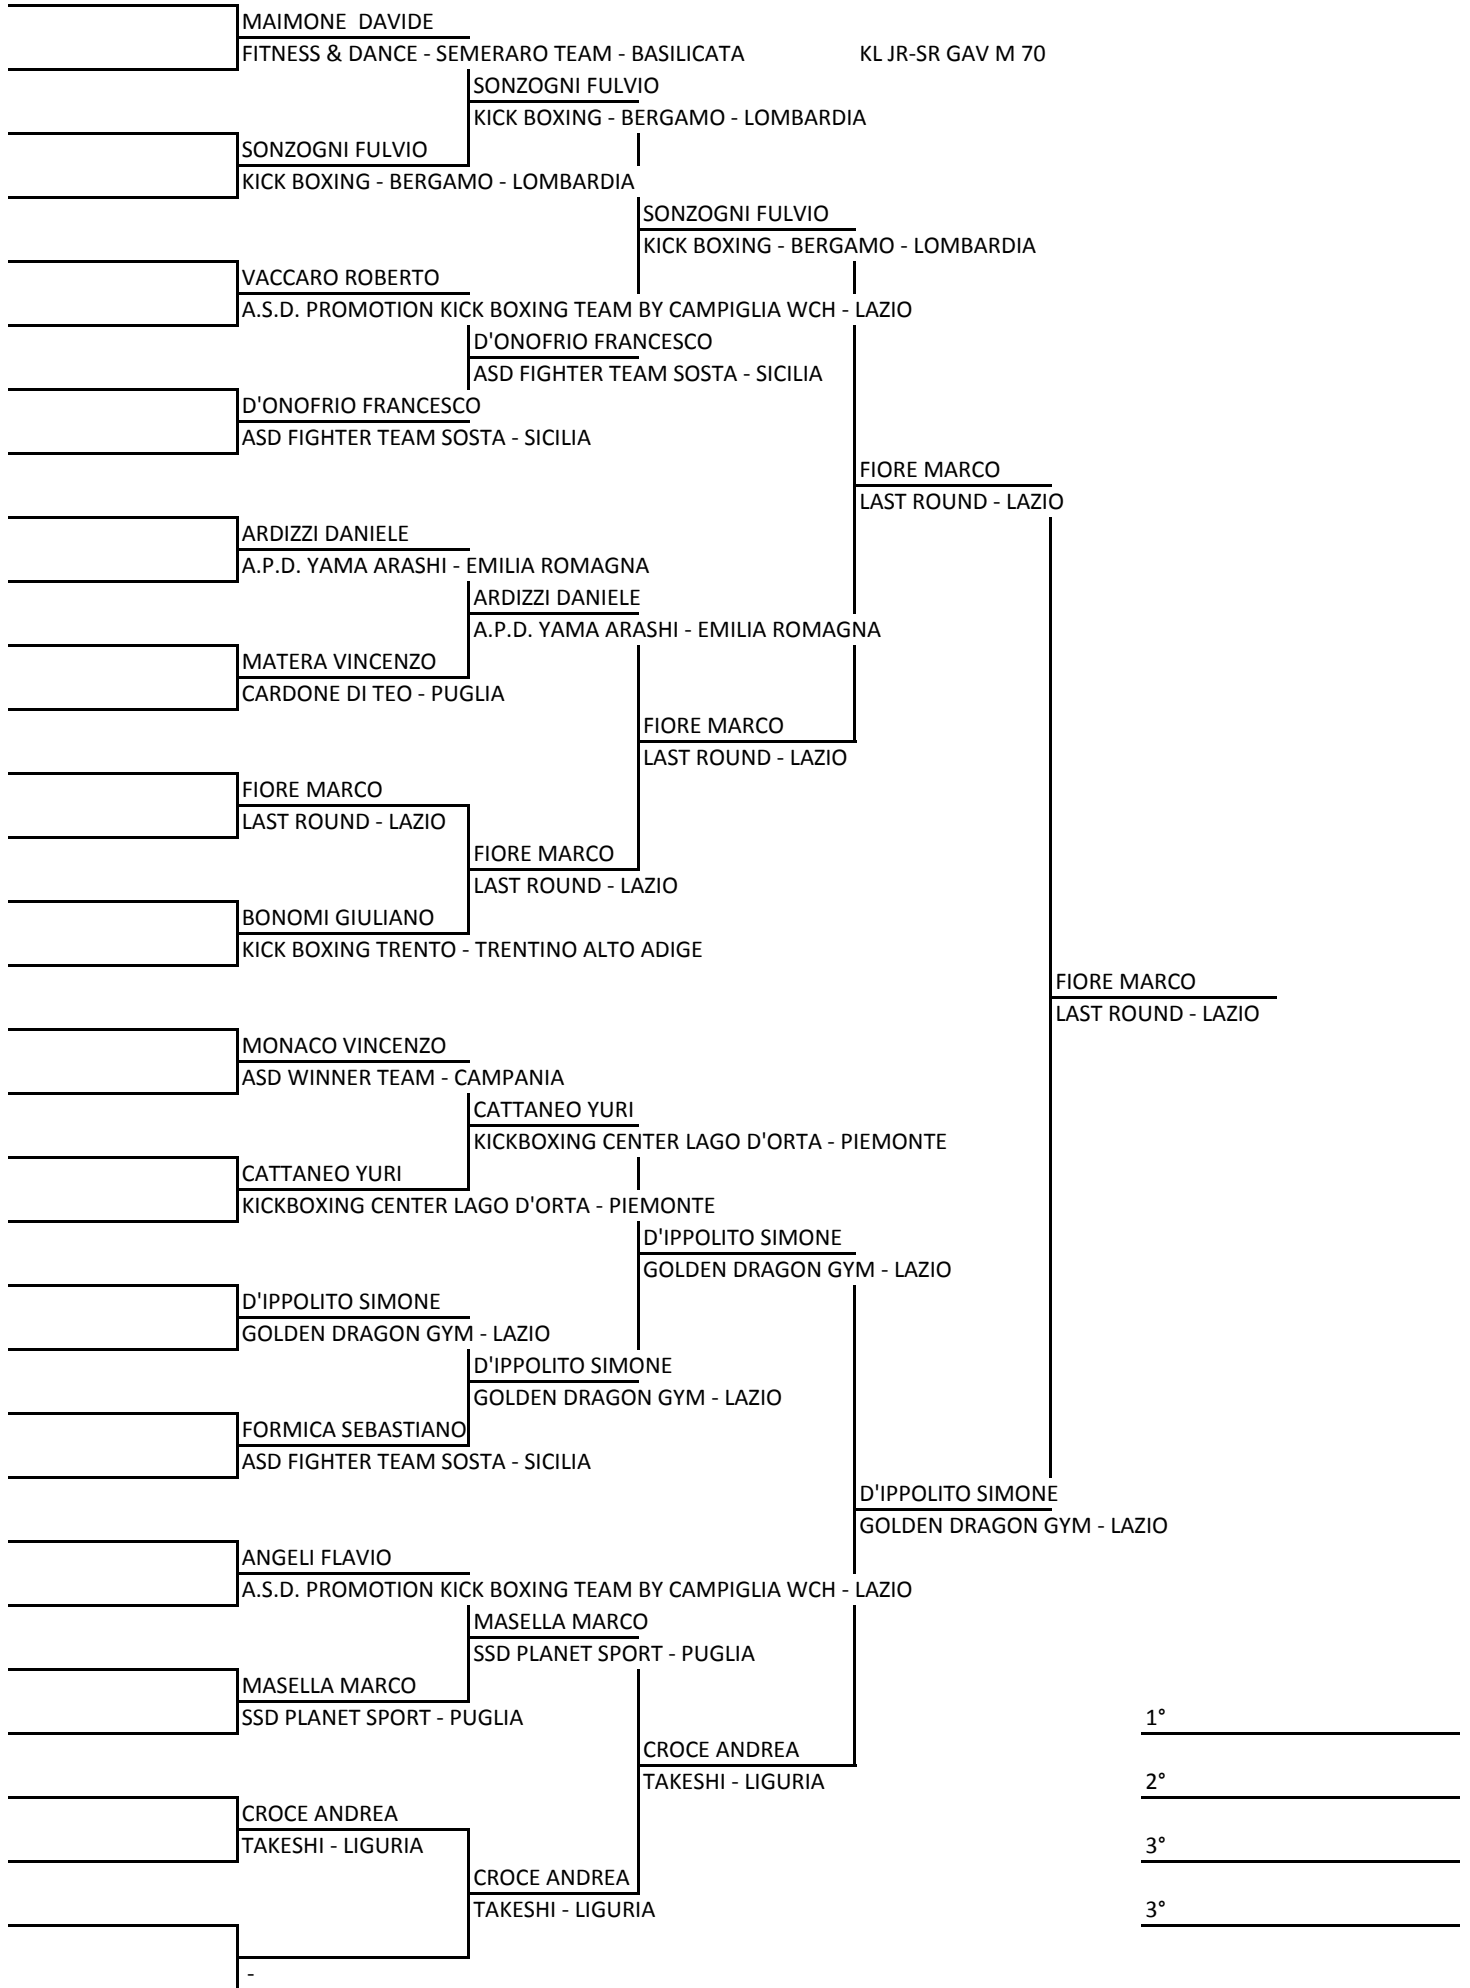 MAIMONE  DAVIDE
FITNESS & DANCE - SEMERARO TEAM - BASILICATA
KL JR-SR GAV M 70
SONZOGNI FULVIO
KICK BOXING - BERGAMO - LOMBARDIA
SONZOGNI FULVIO
KICK BOXING - BERGAMO - LOMBARDIA
SONZOGNI FULVIO
KICK BOXING - BERGAMO - LOMBARDIA
VACCARO ROBERTO
A.S.D. PROMOTION KICK BOXING TEAM BY CAMPIGLIA WCH - LAZIO
D'ONOFRIO FRANCESCO
ASD FIGHTER TEAM SOSTA - SICILIA
D'ONOFRIO FRANCESCO
ASD FIGHTER TEAM SOSTA - SICILIA
FIORE MARCO
LAST ROUND - LAZIO
ARDIZZI DANIELE
A.P.D. YAMA ARASHI - EMILIA ROMAGNA
ARDIZZI DANIELE
A.P.D. YAMA ARASHI - EMILIA ROMAGNA
MATERA VINCENZO
CARDONE DI TEO - PUGLIA
FIORE MARCO
LAST ROUND - LAZIO
FIORE MARCO
LAST ROUND - LAZIO
FIORE MARCO
LAST ROUND - LAZIO
BONOMI GIULIANO
KICK BOXING TRENTO - TRENTINO ALTO ADIGE
FIORE MARCO
LAST ROUND - LAZIO
MONACO VINCENZO
ASD WINNER TEAM - CAMPANIA
CATTANEO YURI
KICKBOXING CENTER LAGO D'ORTA - PIEMONTE
CATTANEO YURI
KICKBOXING CENTER LAGO D'ORTA - PIEMONTE
D'IPPOLITO SIMONE
GOLDEN DRAGON GYM - LAZIO
D'IPPOLITO SIMONE
GOLDEN DRAGON GYM - LAZIO
D'IPPOLITO SIMONE
GOLDEN DRAGON GYM - LAZIO
FORMICA SEBASTIANO
ASD FIGHTER TEAM SOSTA - SICILIA
D'IPPOLITO SIMONE
GOLDEN DRAGON GYM - LAZIO
ANGELI FLAVIO
A.S.D. PROMOTION KICK BOXING TEAM BY CAMPIGLIA WCH - LAZIO
MASELLA MARCO
SSD PLANET SPORT - PUGLIA
MASELLA MARCO
SSD PLANET SPORT - PUGLIA
1°
CROCE ANDREA
TAKESHI - LIGURIA
2°
CROCE ANDREA
TAKESHI - LIGURIA
3°
CROCE ANDREA
TAKESHI - LIGURIA
3°
-